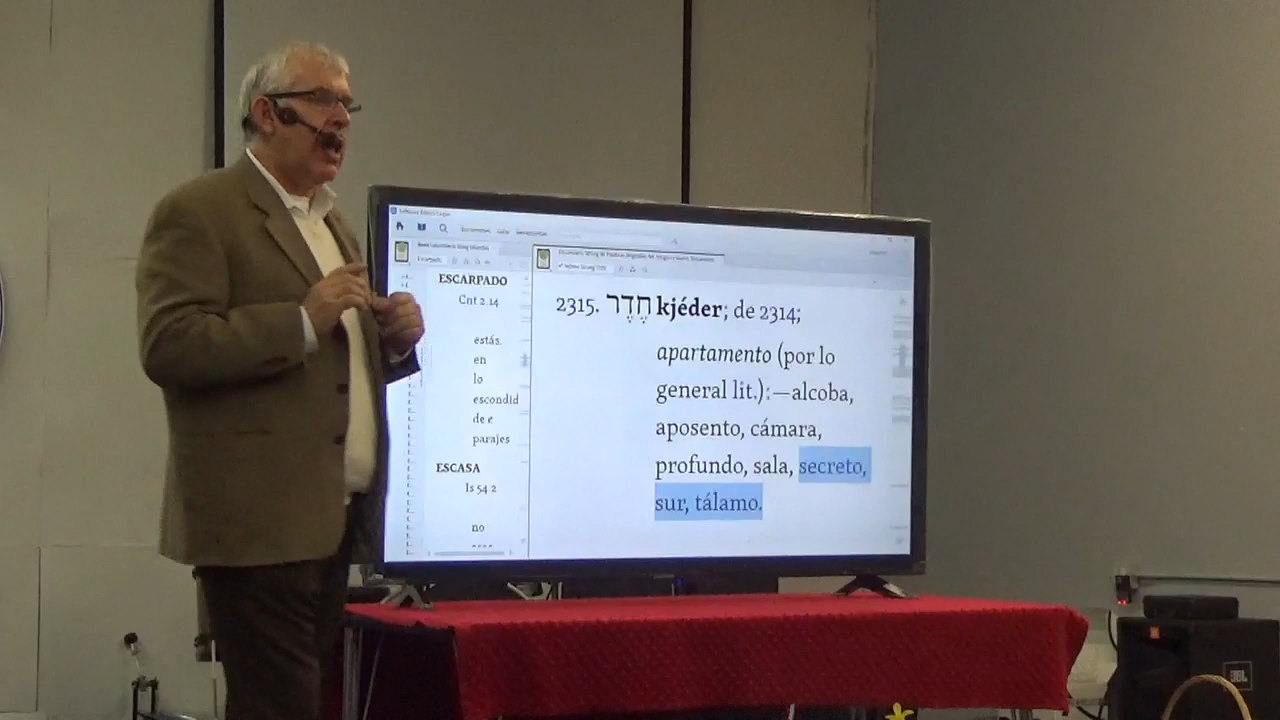 ESCARPADO
Cnt 2.14
estás.
en
lo
escondid
de e
parajes
ESCASA
Is 54 2
no
2315. חֶדֶר kjéder; de 2314;
apartamento (por lo
general lit.):—alcoba,
aposento, cámara,
profundo, sala, secreto,
sur, tálamo.
JBL